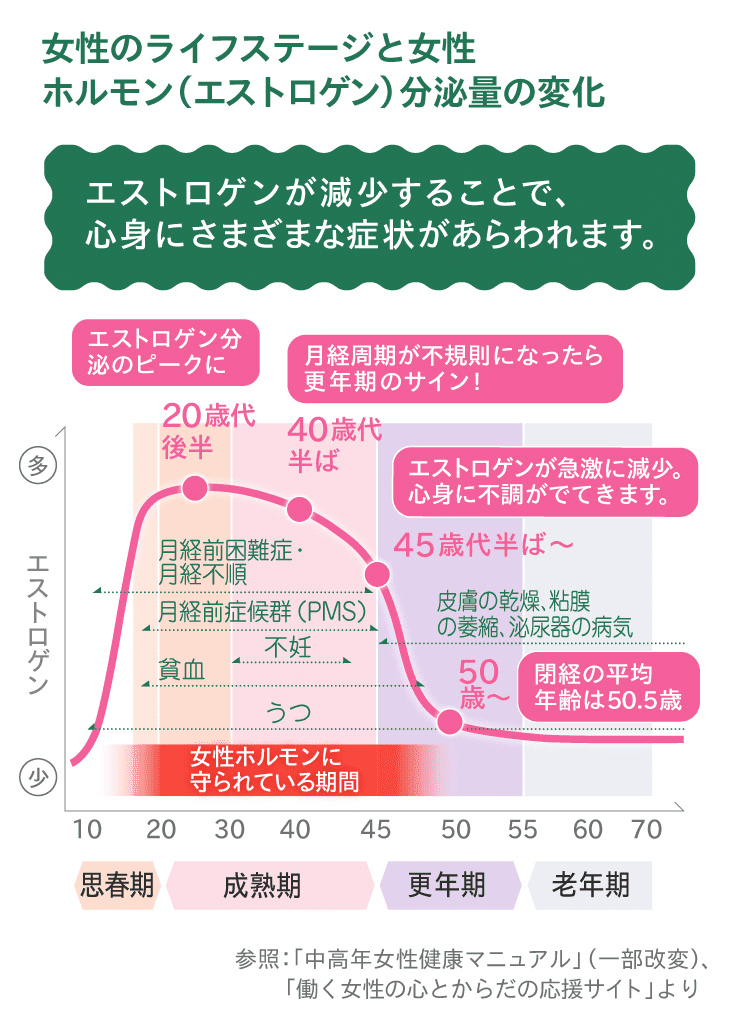 女性のライフステージと女性
ホルモン（エストロゲン）分泌量の変化
エストロゲンが減少することで、
心身にさまざまな症状があらわれます。
エストロゲン分
泌のピークに
月経周期が不規則になったら
更年期のサイン！
20歳代
後半
40歳代
半ば
多
エストロゲンが急激に減少。
心身に不調がでてきます。
45歳代半ば～
エストロゲン
月経前困難症・
月経不順
月経前症候群（PMS）
皮膚の乾燥、粘膜
の萎縮、泌尿器の病気
不妊
貧血
50
歳～
閉経の平均
年齢は50.5歳
うつ
女性ホルモンに
守られている期間
少
10 20 30 40 45 50 55 60 70
思春期 成熟期 更年期 老年期
参照：「中高年女性健康マニュアル」（一部改変）、
「働く女性の心とからだの応援サイト」より